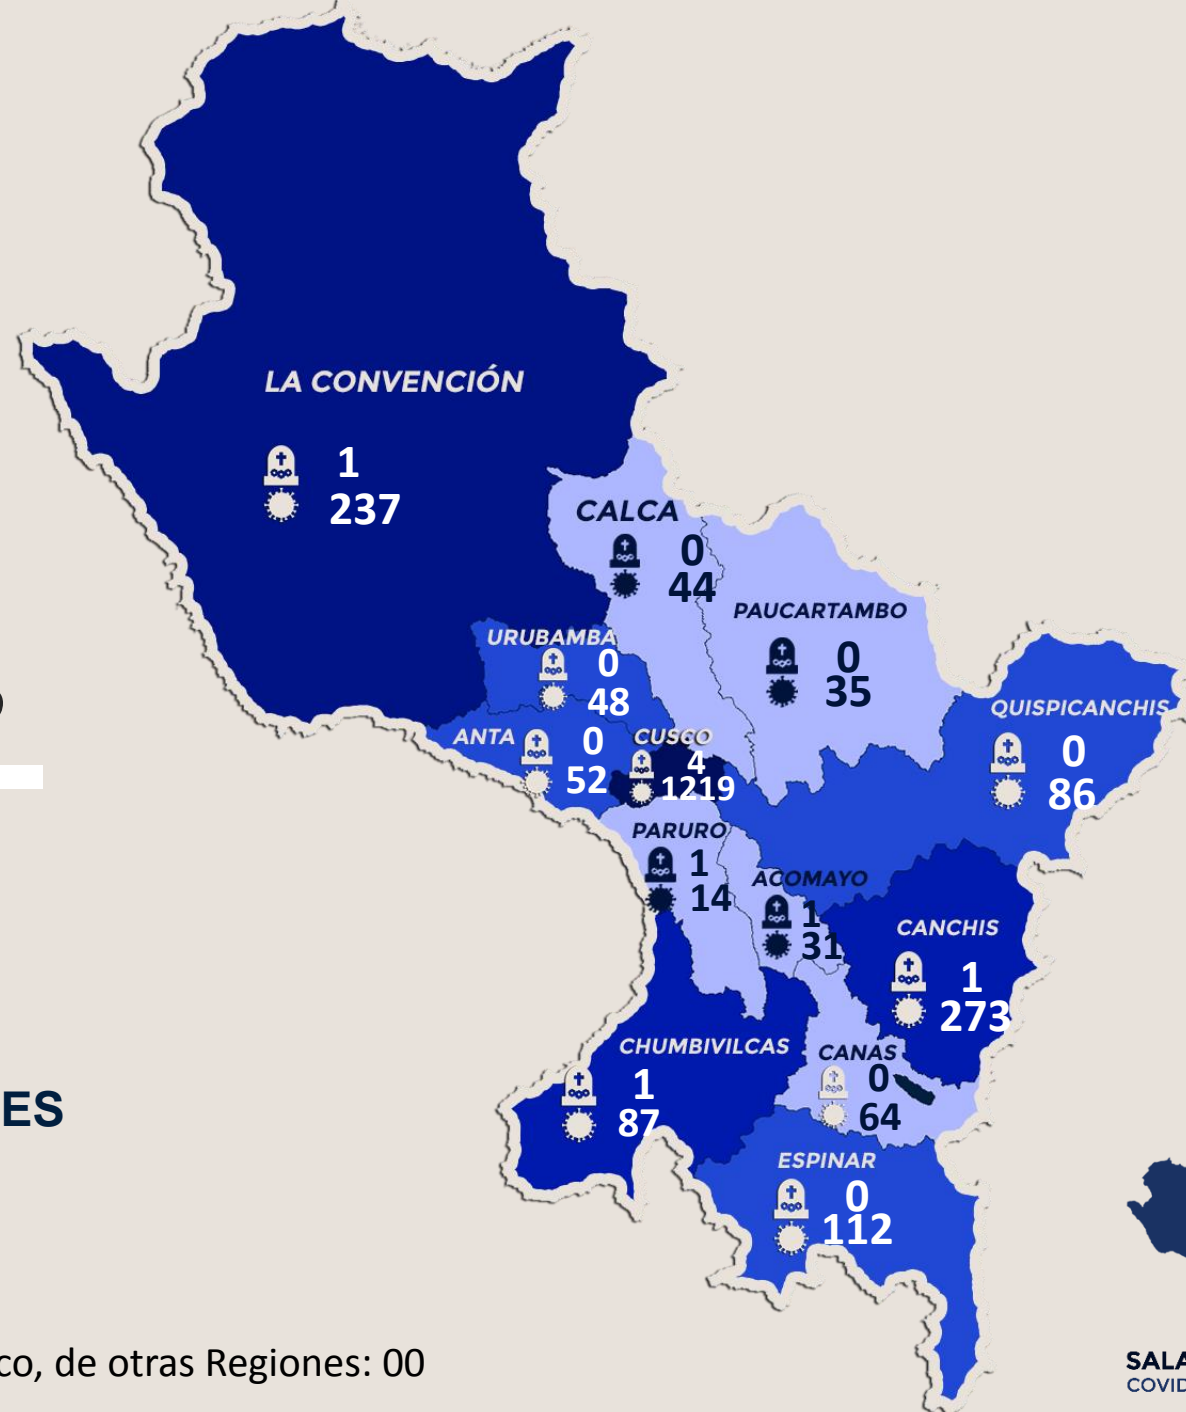 LA CONVENCIÓN
1
237
CALCA
0
44
PAUCARTAMBO
0
35
URUBAMBA
0
48
QUISPICANCHIS
0
86
ANTA
0
52
CUSCO
4
1219
PARURO
1
14
ACOMAYO
1
31
CANCHIS
1
273
CHUMBIVILCAS
1
87
CANAS
0
64
ES
ESPINAR
0
112
co, de otras Regiones: 00
SALA
COVID